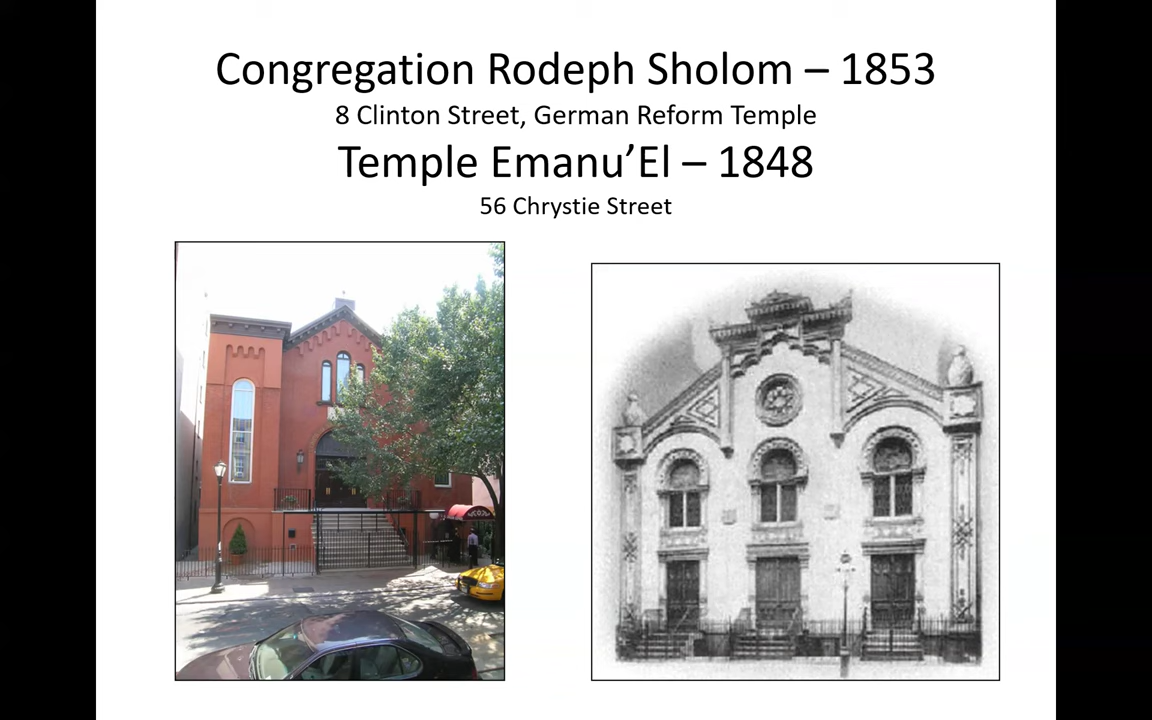 Congregation Rodeph Sholom – 1853
8 Clinton Street, German Reform Temple
Temple Emanu’El – 1848
56 Chrystie Street